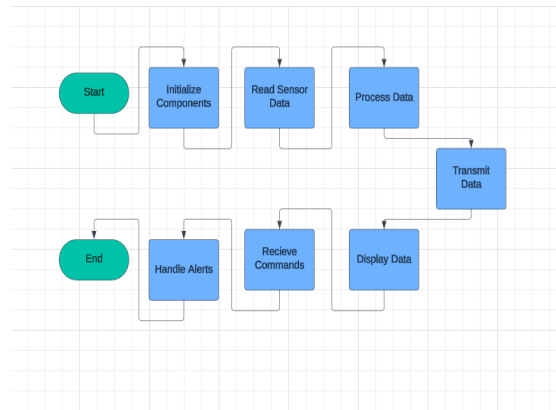 Start
Initialize
Components
Read Sensor
Data
Process Data
Transmit
Data
Display Data
Recieve
Commands
Handle Alerts
End